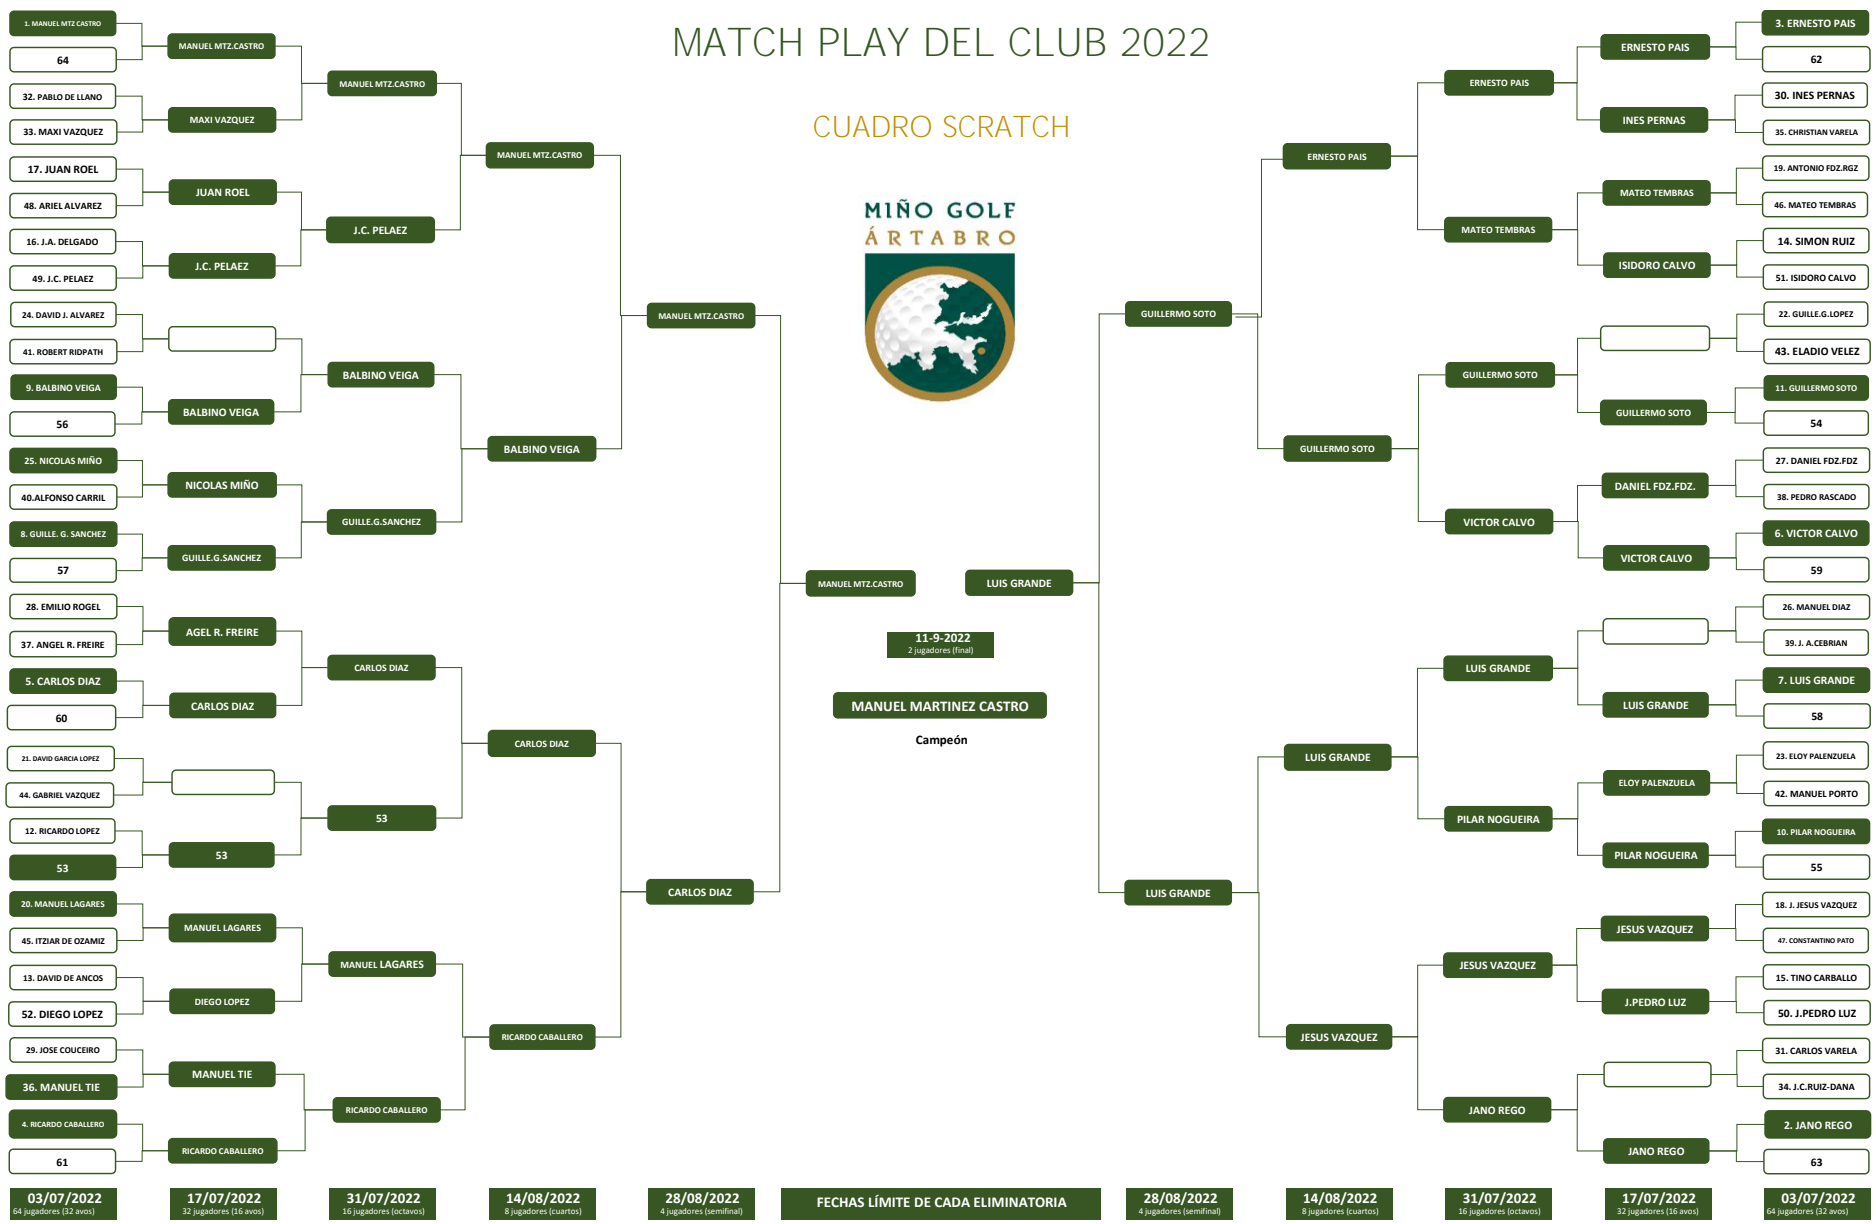 MATCH PLAY DEL CLUB 2022
CUADRO SCRATCH
MIÑO GOLF
ÁRTABRO
1. MANUEL MTZ CASTRO
64
32. PABLO DE LLANO
33. MAXI VAZQUEZ
17. JUAN ROEL
48. ARIEL ALVAREZ
16. J.A. DELGADO
49. J.C. PELAEZ
24. DAVID J. ALVAREZ
41. ROBERT RIDPATH
9. BALBINO VEIGA
56
25. NICOLAS MIÑO
40.ALFONSO CARRIL
8. GUILLE. G. SANCHEZ
57
28. EMILIO ROGEL
37. ANGEL R. FREIRE
5. CARLOS DIAZ
60
21. DAVID GARCIA LOPEZ
44. GABRIEL VAZQUEZ
12. RICARDO LOPEZ
53
20. MANUEL LAGARES
45. ITZIAR DE OZAMIZ
13. DAVID DE ANCOS
52. DIEGO LOPEZ
29. JOSE COUCEIRO
36. MANUEL TIE
4. RICARDO CABALLERO
61
03/07/2022
64 jugadores (32 avos)
MANUEL MTZ.CASTRO
MAXI VAZQUEZ
JUAN ROEL
J.C. PELAEZ
BALBINO VEIGA
NICOLAS MIÑO
GUILLE.G.SANCHEZ
AGEL R. FREIRE
CARLOS DIAZ
53
MANUEL LAGARES
DIEGO LOPEZ
MANUEL TIE
RICARDO CABALLERO
17/07/2022
32 jugadores (16 avos)
MANUEL MTZ.CASTRO
J.C. PELAEZ
BALBINO VEIGA
GUILLE.G.SANCHEZ
CARLOS DIAZ
53
MANUEL LAGARES
RICARDO CABALLERO
31/07/2022
16 jugadores (octavos)
MANUEL MTZ.CASTRO
BALBINO VEIGA
CARLOS DIAZ
RICARDO CABALLERO
14/08/2022
8 jugadores (cuartos)
MANUEL MTZ.CASTRO
CARLOS DIAZ
28/08/2022
4 jugadores (semifinal)
MANUEL MTZ.CASTRO
LUIS GRANDE
11-9-2022
2 jugadores (final)
MANUEL MARTINEZ CASTRO
Campeón
FECHAS LÍMITE DE CADA ELIMINATORIA
GUILLERMO SOTO
LUIS GRANDE
28/08/2022
4 jugadores (semifinal)
ERNESTO PAIS
GUILLERMO SOTO
LUIS GRANDE
JESUS VAZQUEZ
14/08/2022
8 jugadores (cuartos)
ERNESTO PAIS
MATEO TEMBRAS
GUILLERMO SOTO
VICTOR CALVO
LUIS GRANDE
PILAR NOGUEIRA
JESUS VAZQUEZ
JANO REGO
31/07/2022
16 jugadores (octavos)
ERNESTO PAIS
INES PERNAS
MATEO TEMBRAS
ISIDORO CALVO
GUILLERMO SOTO
DANIEL FDZ.FDZ.
VICTOR CALVO
LUIS GRANDE
ELOY PALENZUELA
PILAR NOGUEIRA
JESUS VAZQUEZ
J.PEDRO LUZ
JANO REGO
17/07/2022
32 jugadores (16 avos)
3. ERNESTO PAIS
62
30. INES PERNAS
35. CHRISTIAN VARELA
19. ANTONIO FDZ.RGZ
46. MATEO TEMBRAS
14. SIMON RUIZ
51. ISIDORO CALVO
22. GUILLE.G.LOPEZ
43. ELADIO VELEZ
11. GUILLERMO SOTO
54
27. DANIEL FDZ.FDZ
38. PEDRO RASCADO
6. VICTOR CALVO
59
26. MANUEL DIAZ
39. J. A.CEBRIAN
7. LUIS GRANDE
58
23. ELOY PALENZUELA
42. MANUEL PORTO
10. PILAR NOGUEIRA
55
18. J. JESUS VAZQUEZ
47. CONSTANTINO PATO
15. TINO CARBALLO
50. J.PEDRO LUZ
31. CARLOS VARELA
34. J.C.RUIZ-DANA
2. JANO REGO
63
03/07/2022
64 jugadores (32 avos)